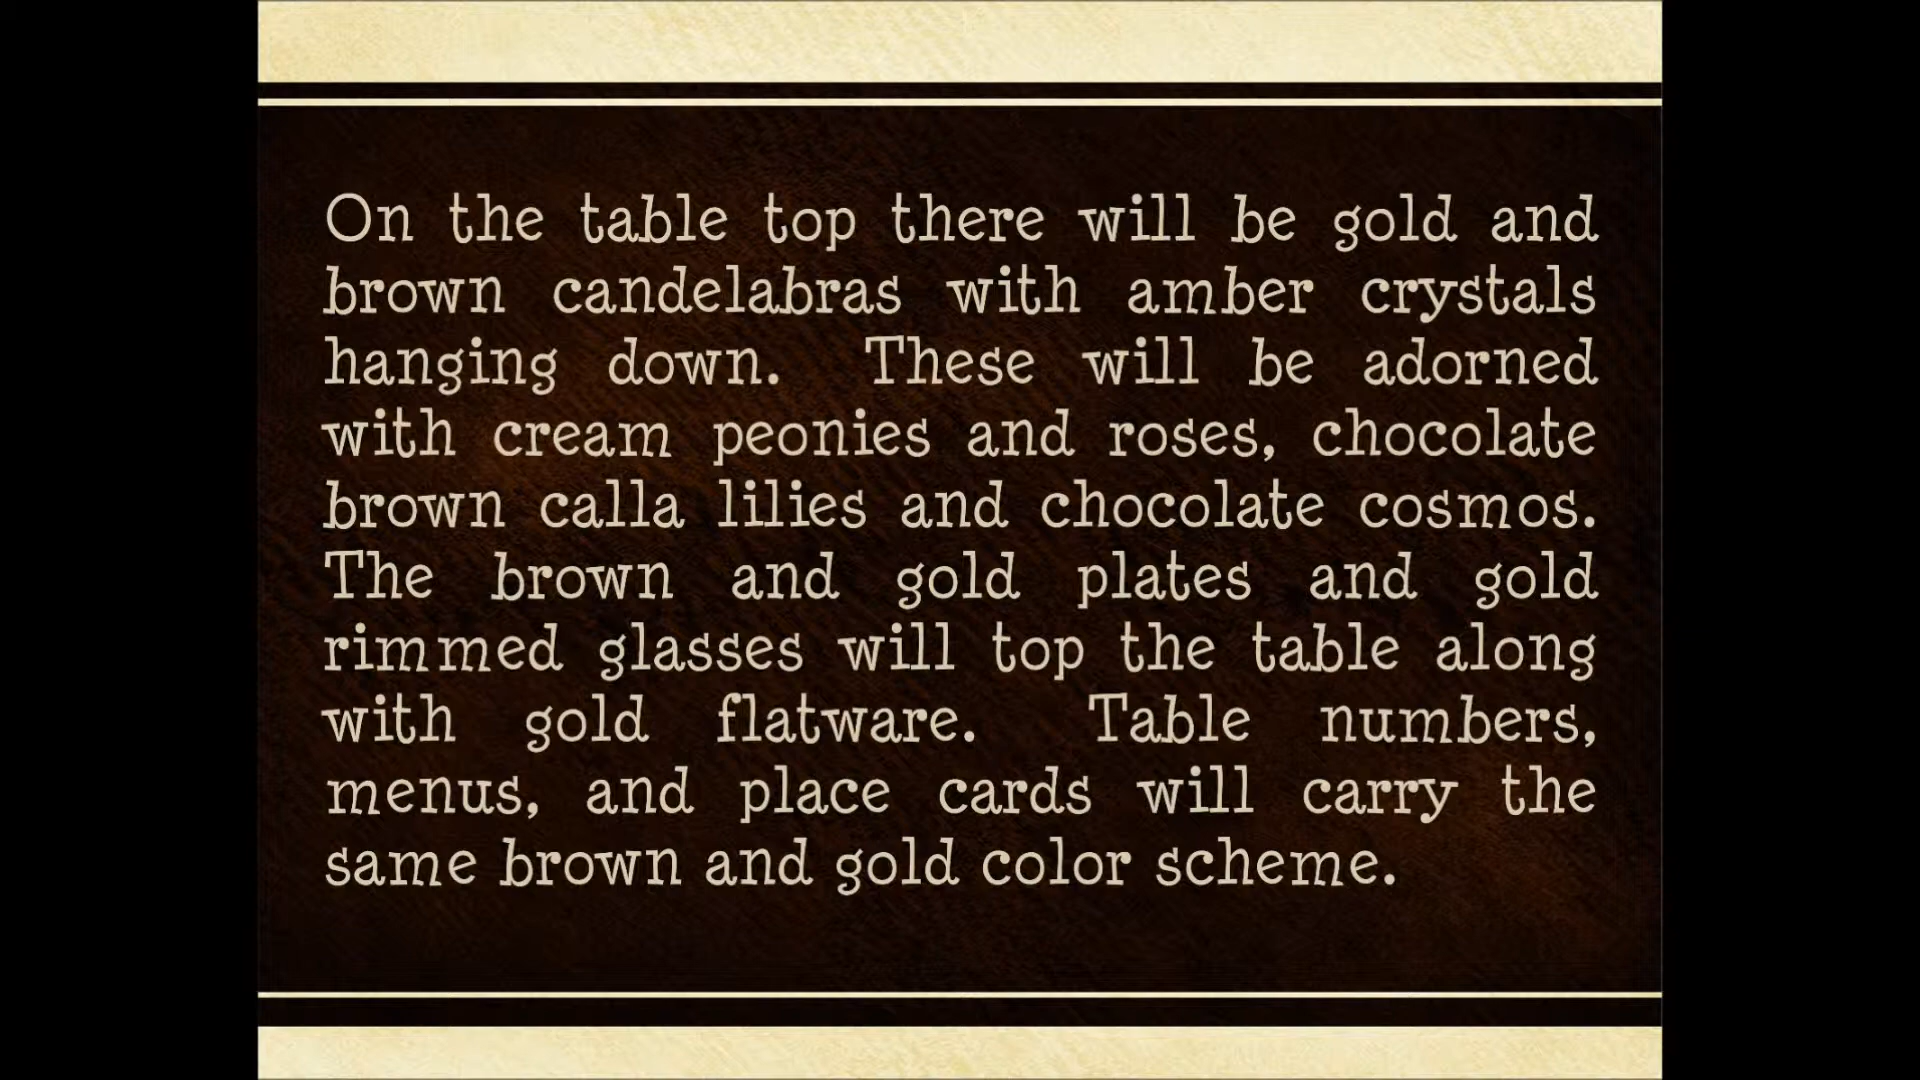 On the table top there will be gold and
brown candelabras with amber crystals
hanging down. These will be adorned
with cream peonies and roses, chocolate
brown calla lilies and chocolate cosmos.
The brown and gold plates and gold
rimmed glasses will top the table along
with gold flatware. Table numbers,
menus, and place cards will carry the
same brown and gold color scheme.